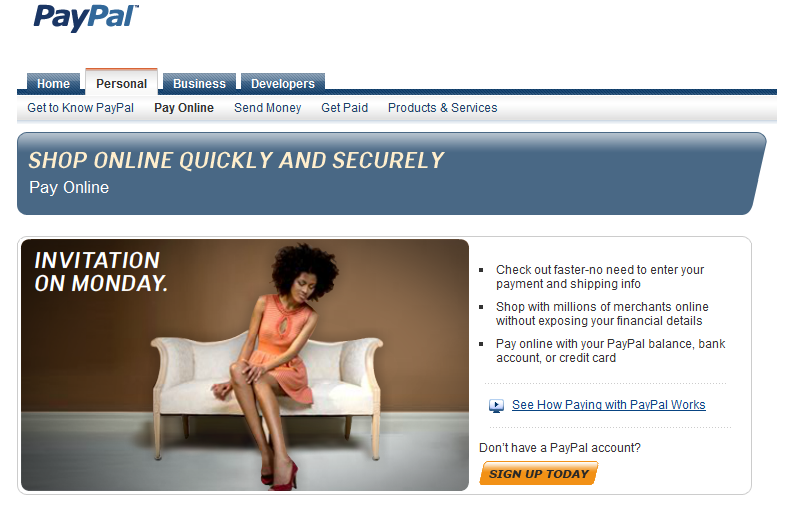 PayPal™
Home Personal Business Developers
Get to Know PayPal Pay Online Send Money Get Paid Products & Services
SHOP ONLINE QUICKLY AND SECURELY
Pay Online
INVITATION
ON MONDAY.
Check out faster-no need to enter your
payment and shipping info
Shop with millions of merchants online
without exposing your financial details
Pay online with your PayPal balance, bank
account, or credit card
See How Paying with PayPal Works
Don't have a PayPal account?
SIGN UP TODAY